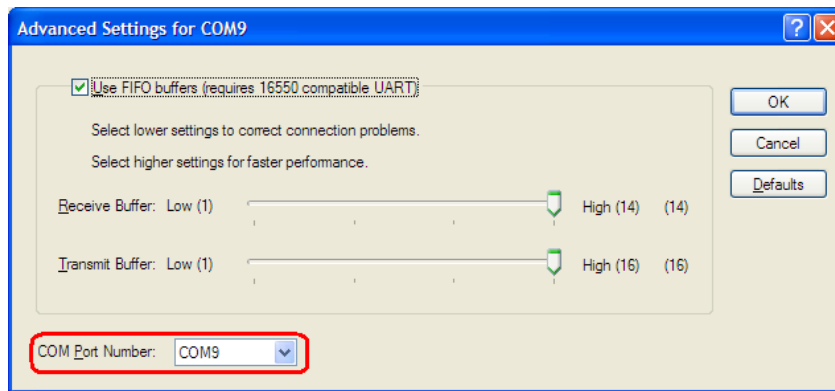 Advanced Settings for COM9
Use FIFO buffers (requires 16550 compatible UART)
OK
Select lower settings to correct connection problems.
Cancel
Select higher settings for faster performance.
Defaults
Receive Buffer: Low (1) High (14) (14)
Transmit Buffer: Low (1) High (16) (16)
COM Port Number: COM9